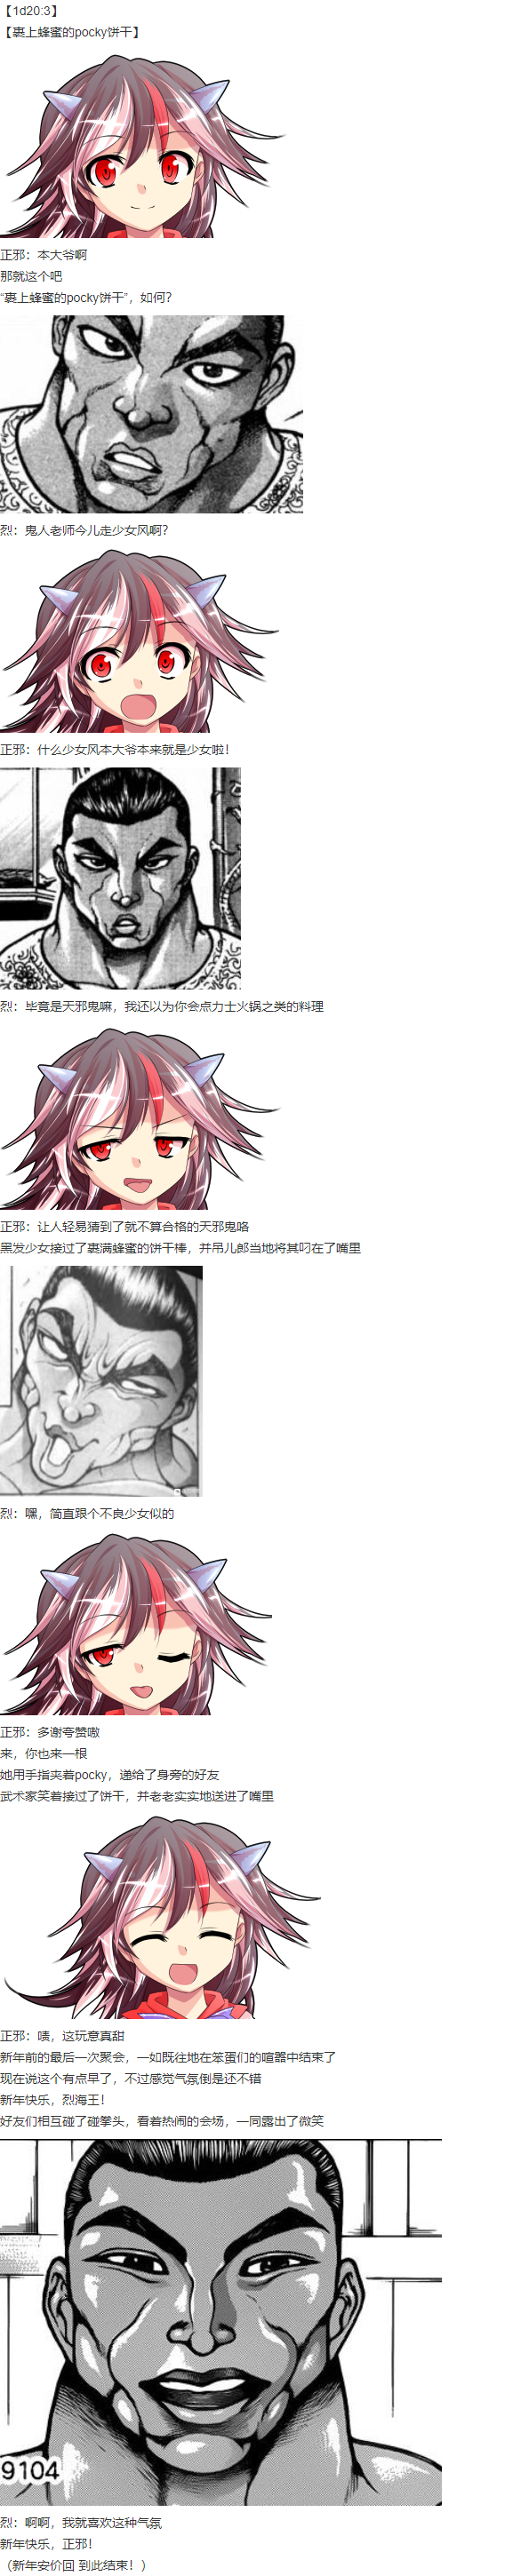 【1d20:3】
【裹上蜂蜜的pocky饼干】
正邪：本大爷啊
那就这个吧
“裹上蜂蜜的pocky饼干”，如何？
烈：鬼人老师今儿走少女风啊？
正邪：什么少女风本大爷本来就是少女啦！
烈：毕竟是天邪鬼嘛，我还以为你会点力士火锅之类的料理
正邪：让人轻易猜到了就不算合格的天邪鬼咯
黑发少女接过了裹满蜂蜜的饼干棒，并吊儿郎当地将其叼在了嘴里
烈：嘿，简直跟个不良少女似的
正邪：多谢夸赞嗷
来，你也来一根
她用手指夹着pocky，递给了身旁的好友
武术家笑着接过了饼干，并老老实实地送进了嘴里
正邪：啧，这玩意真甜
新年前的最后一次聚会，一如既往地在笨蛋们的喧嚣中结束了
现在说这个有点早了，不过感觉气氛倒是还不错
新年快乐，烈海王！
好友们相互碰了碰拳头，看着热闹的会场，一同露出了微笑
9104
烈：啊啊，我就喜欢这种气氛
新年快乐，正邪！
（新年安价回 到此结束！）